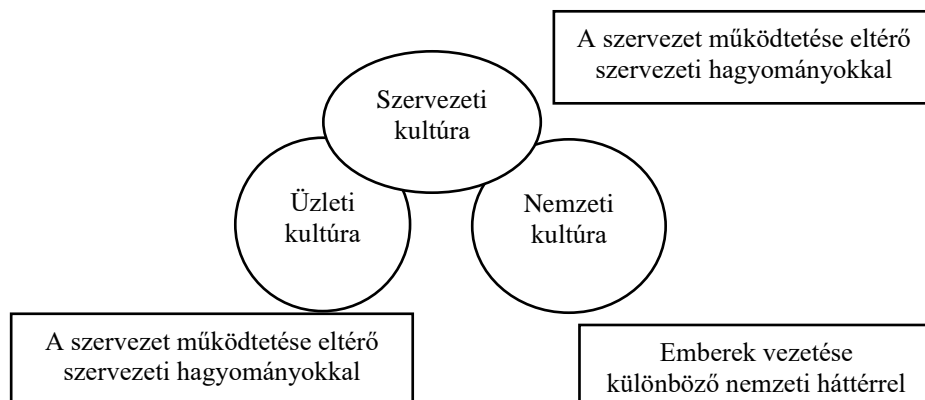 A szervezet működtetése eltérő
szervezeti hagyományokkal
Szervezeti
kultúra
Üzleti
kultúra
Nemzeti
kultúra
A szervezet működtetése eltérő
szervezeti hagyományokkal
Emberek vezetése
különböző nemzeti háttérrel